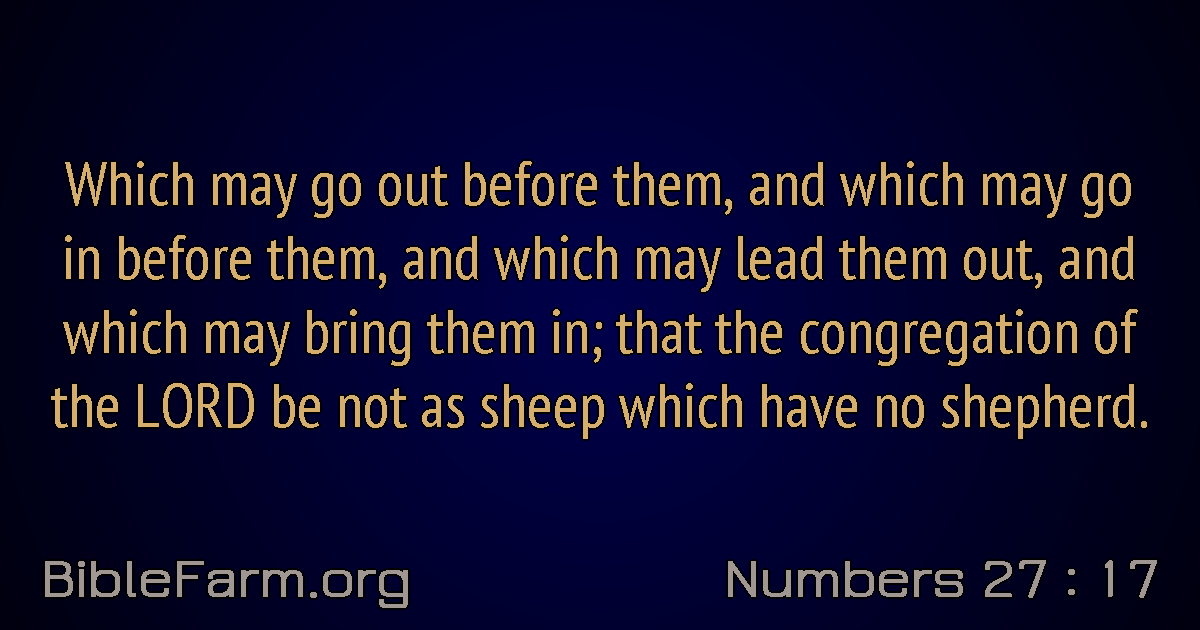 Which may go out before them, and which may go
in before them, and which may lead them out, and
which may bring them in; that the congregation of
the LORD be not as sheep which have no shepherd.
BibleFarm.org
Numbers 27 : 17